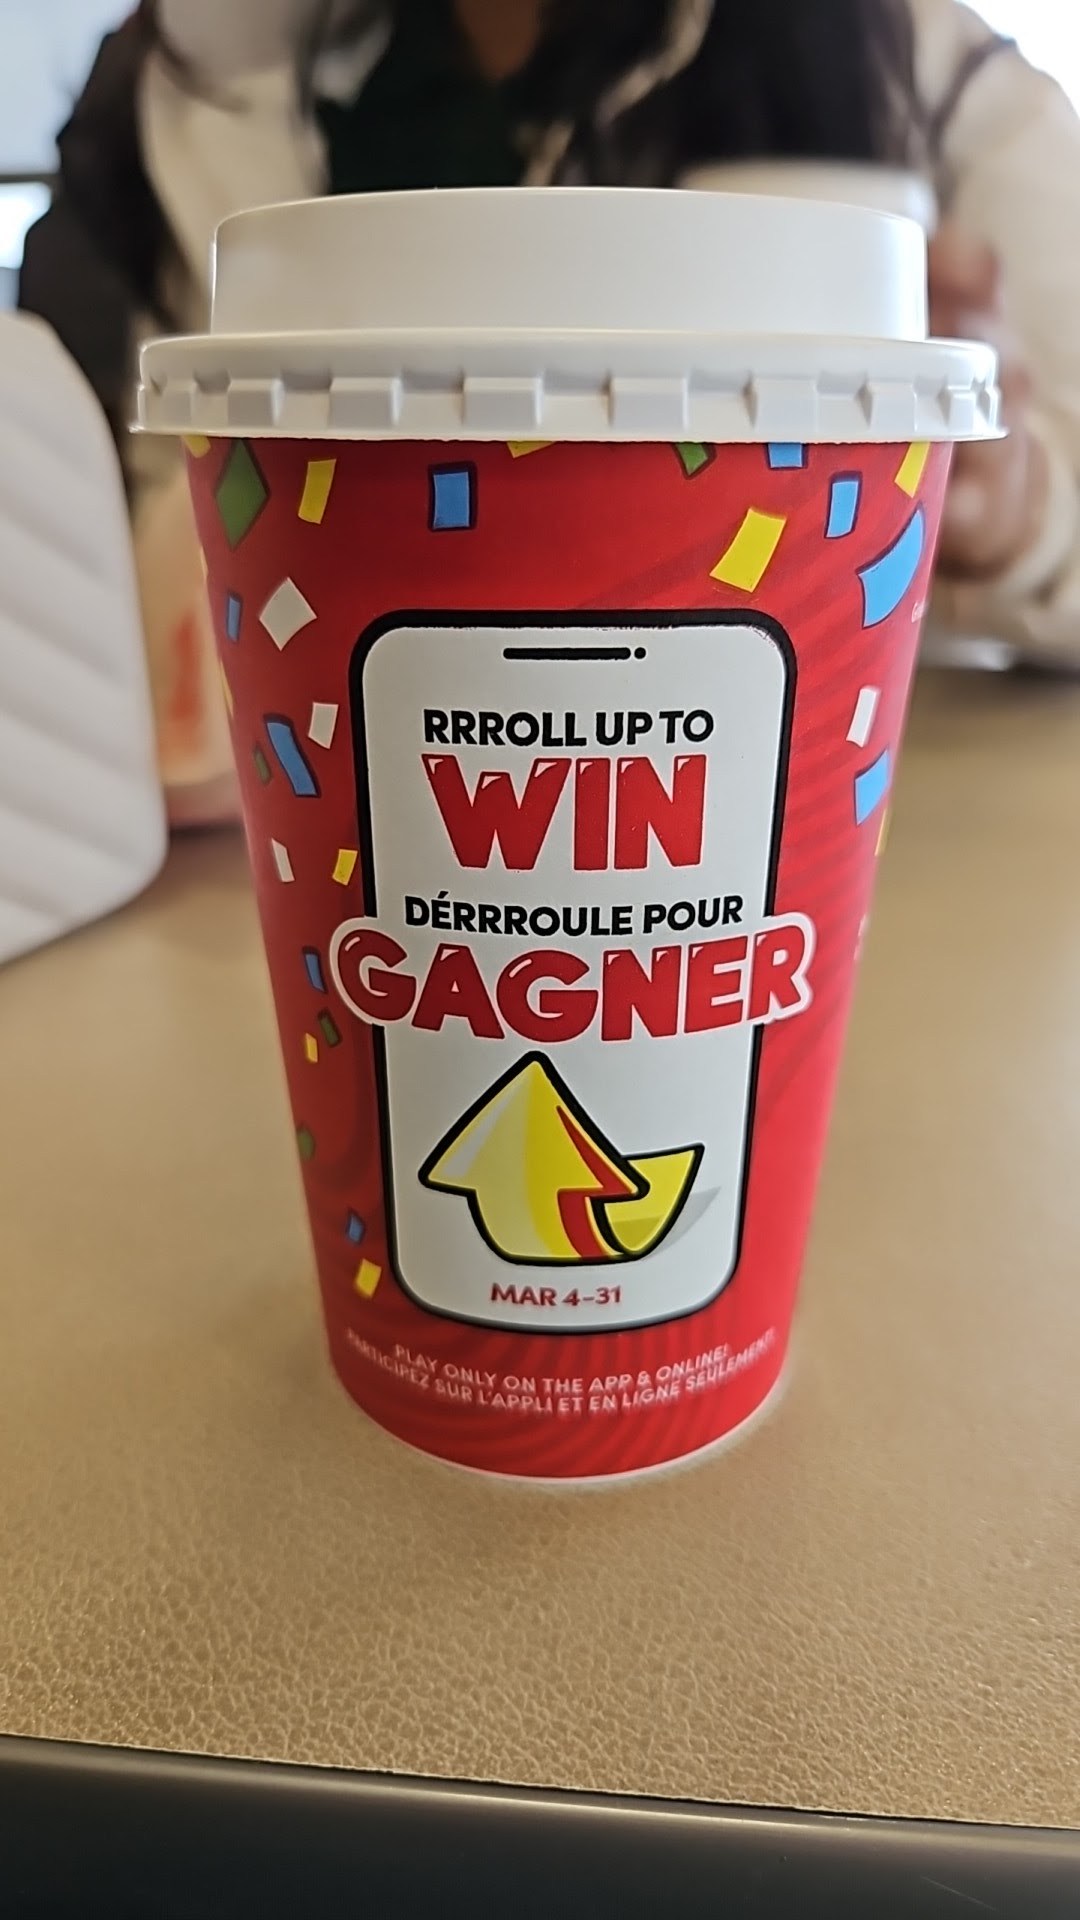 RRROLL UP TO
WIN
DÉRRROULE POUR
GAGNER
MAR 4-31
PLAY ONLY ON THE APP & ONLINE!
PARTICIPEZ SUR L'APPLI ET EN LIGNE SEULEMENT!